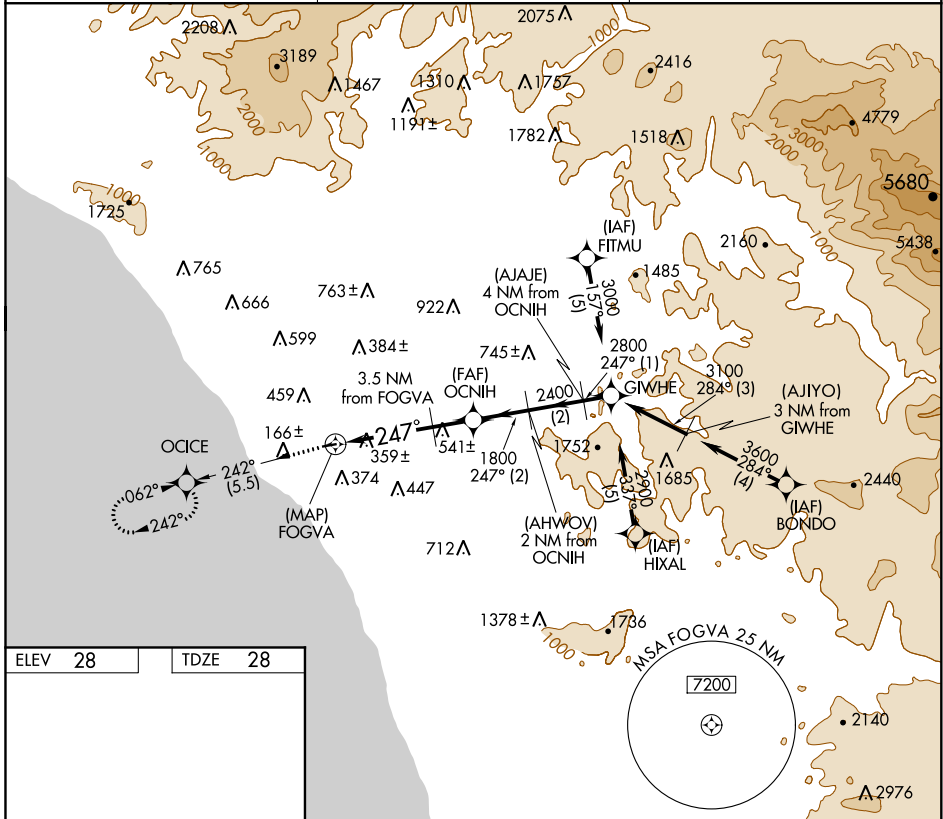 2208
2075
1000
3189
1467
1310
1757
2416
2000
1191±
1000
1782
1518
4779
3000
2000
1000
5680
1000
1725
(IAF)
FITMU
2160
5438
765
(AJAJE)
4 NM from
OCNIH
3000
157°
(5)
1485
666
763±
922
599
384±
745±
2800
247° (1)
3.5 NM
from FOGVA
(FAF)
OCNIH
2400
(2)
GIWHE
3100
284° (3)
(AJIYO)
3 NM from
GIWHE
459
166±
247°
359±
541±
1800
247° (2)
1752
1685
3600
284°
(4)
OCICE
242°
(5.5)
062°
242°
374
447
(MAP)
FOGVA
2900
337°
(5)
2440
(IAF)
BONDO
(AHWOV)
2 NM from
OCNIH
(IAF)
HIXAL
712
1378±
1736
1000
MSA FOGVA 25 NM
7200
ELEV 28
TDZE 28
2140
2976